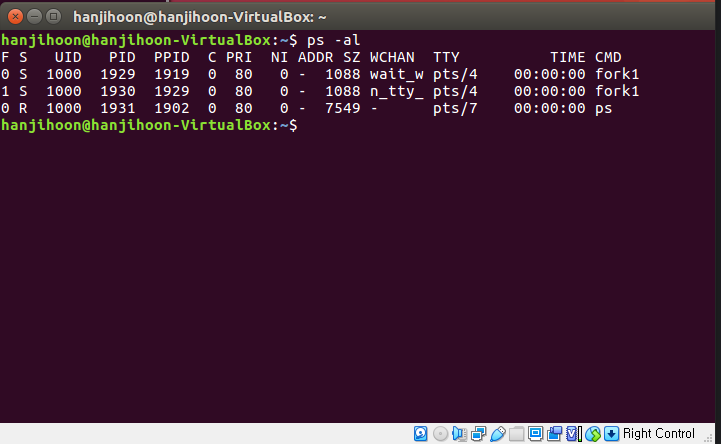 hanjihoon@hanjihoon-VirtualBox: ~
hanjihoon@hanjihoon-VirtualBox:~$ ps -al
F S   UID   PID  PPID  C PRI  NI ADDR SZ WCHAN  TTY          TIME CMD
0 S  1000  1929  1919  0  80   0 -  1088 wait_w pts/4    00:00:00 fork1
1 S  1000  1930  1929  0  80   0 -  1088 n_tty_ pts/4    00:00:00 fork1
0 R  1000  1931  1902  0  80   0 -  7549 -      pts/7    00:00:00 ps
hanjihoon@hanjihoon-VirtualBox:~$
Right Control